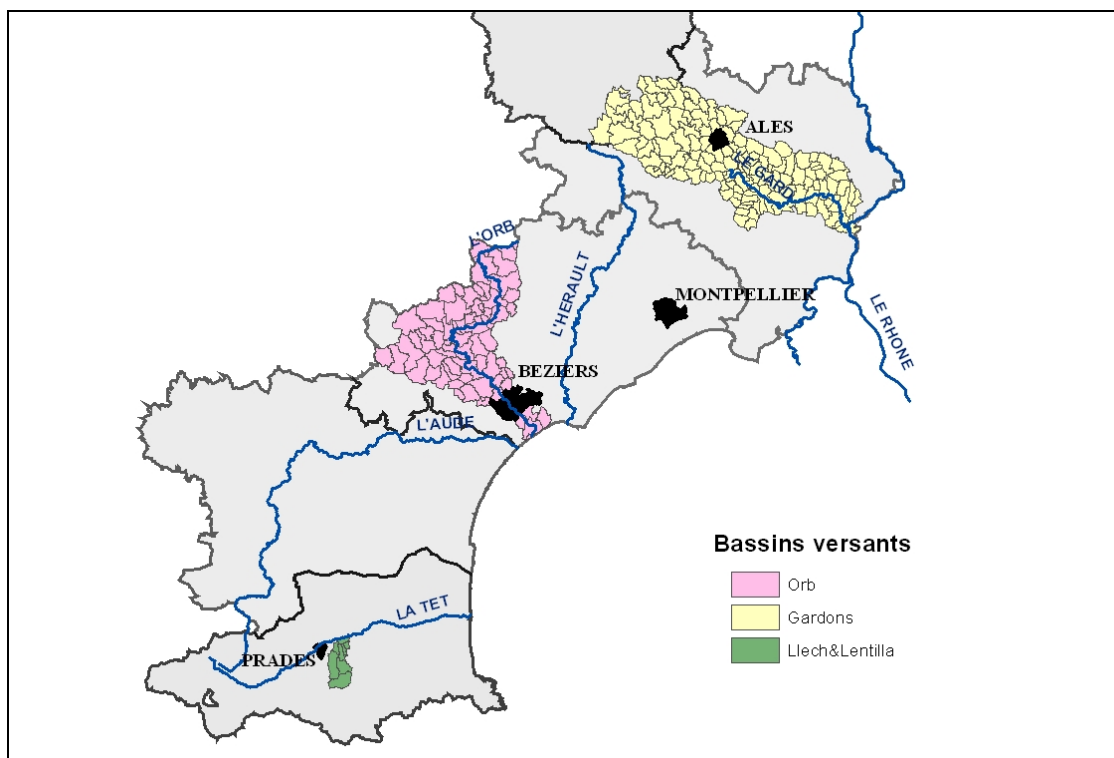 ALES
LE GARD
L'ORB
L'HERAULT
MONTPELLIER
LE RHONE
BEZIERS
L'AUDE
Bassins versants
Orb
Gardons
LA TET
Llech&Lentilla
PRADES